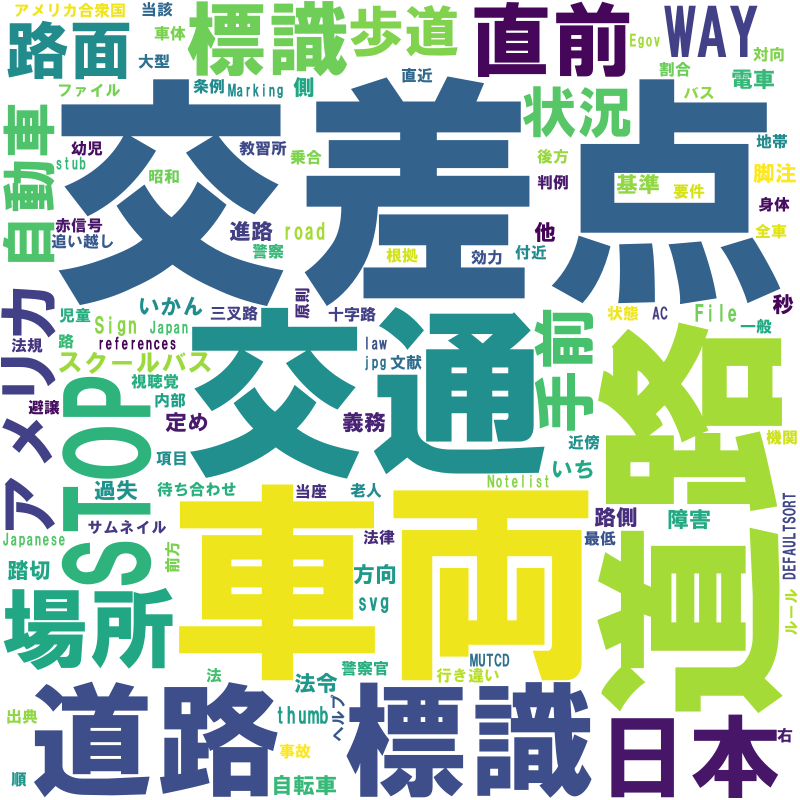 アメリカ合衆国
当該
標識
歩道
直前
WAY
路面
車体
大型
条例
Marking
側
直近
Egov
割合
対向
電車
バス
ファイル
自動車
交差点
状況
幼児
stub
教習所
乗合
後方
地帯
昭和
判例
基準
要件
脚注
身体
赤信号
追い越し
進路
road
警察
根拠
効力
付近
他
全車
アメリカ
児童
いかん
三叉路
原則
十字路
状態
AC
File
秒
一般
法規
路
Sign
Japan
references
law
jpg
文献
手前
道路
スクールバス
視聴覚
交通
避譲
内部
定め
義務
近傍
機関
STOP
項目
いち
過失
待ち合わせ
当座
老人
Notelist
サムネイル
路側
障害
DEFAULTSORT
Japanese
前方
車両
法律
最低
踏切
方向
svg
場所
ルール
MUTCD
法
警察官
行き違い
法令
道路標識
thumb
ヘルプ
日本
右
出典
事故
順
自転車